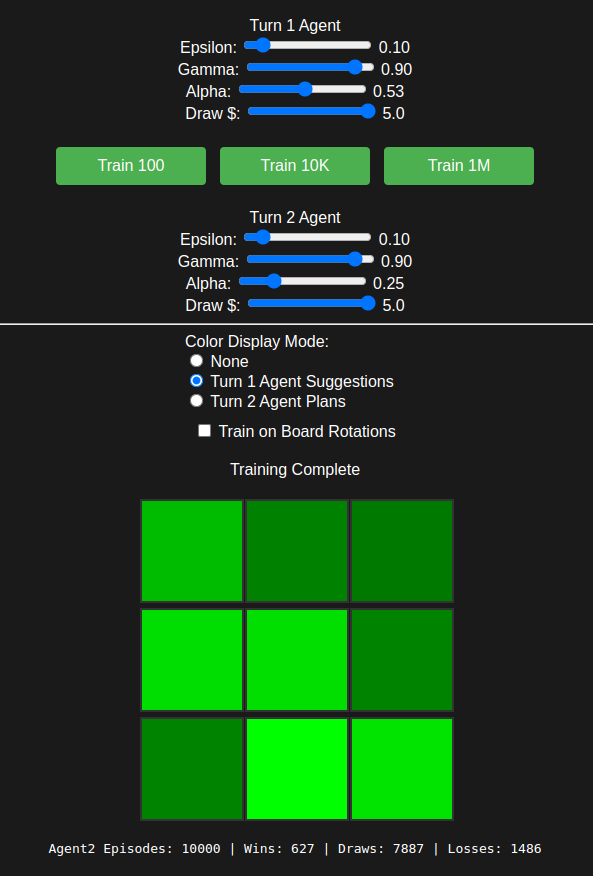 Turn 1 Agent
Epsilon: 0.10
Gamma: 0.90
Alpha: 0.53
Draw $: 5.0
Train 100 Train 10K Train 1M
Turn 2 Agent
Epsilon: 0.10
Gamma: 0.90
Alpha: 0.25
Draw $: 5.0
Color Display Mode:
None
Turn 1 Agent Suggestions
Turn 2 Agent Plans
Train on Board Rotations
Training Complete
Agent2 Episodes: 10000 | Wins: 627 | Draws: 7887 | Losses: 1486